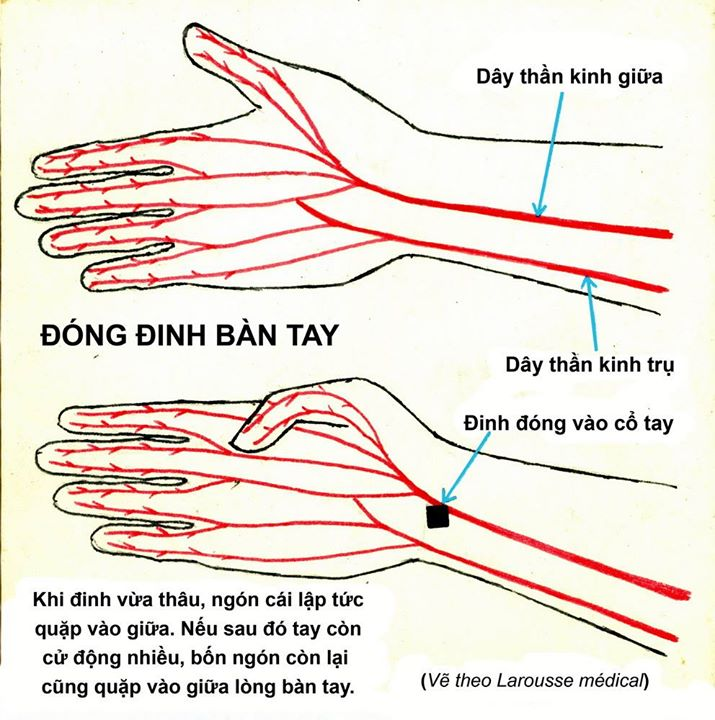 Dây thần kinh giữa
ĐÓNG ĐINH BÀN TAY
Dây thần kinh trụ
Đinh đóng vào cổ tay
Khi đinh vừa thâu, ngón cái lập tức
quặp vào giữa. Nếu sau đó tay còn
cử động nhiều, bốn ngón còn lại
cũng quặp vào giữa lòng bàn tay.
(Vẽ theo Larousse médical)